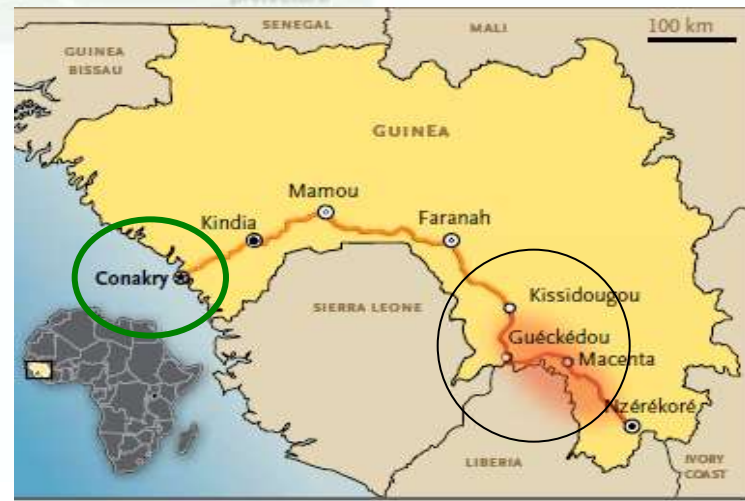 SENEGAL
MALI
100 km
GUINEA
BISSAU
GUINEA
Mamou
Kindia
Faranah
Conakry
SIERRA LEONE
Kissidougou
Guéckédou
Macenta
Nzérékoré
LIBERIA
IVORY
COAST